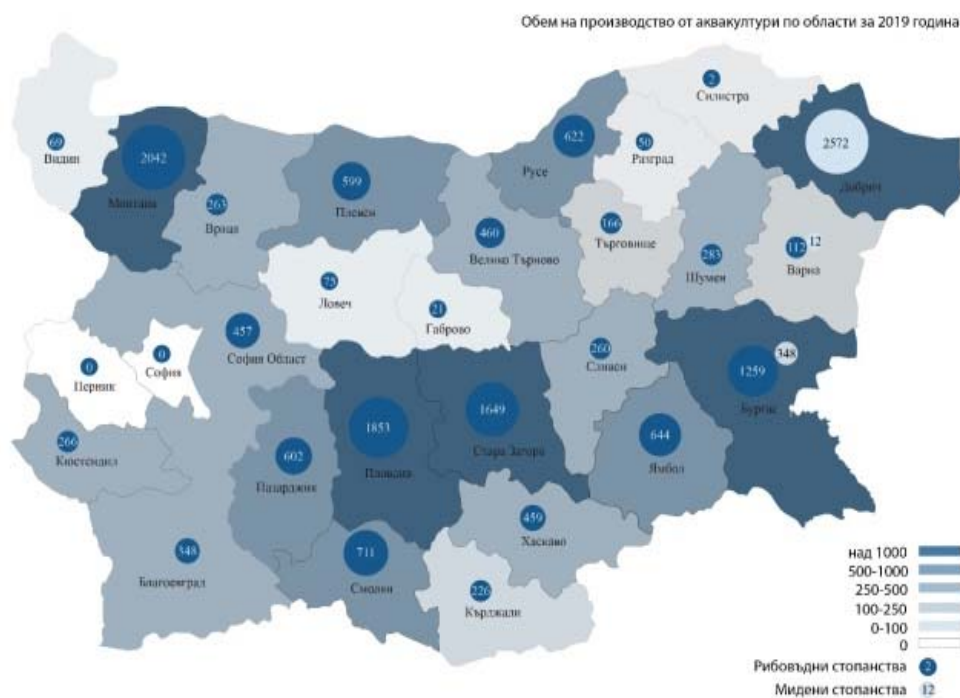 Обем на производство от аквакултури по области за 2019 година
2
Силистра
69
Видин
2042
Монтана
622
Русе
50
Разград
2572
Добрич
263
Враца
599
Плевен
460
Велико Търново
166
Търговище
283
Шумен
112 12
Варна
75
Ловеч
21
Габрово
457
София Област
0
Перник
0
София
260
Сливен
1259 348
Бургас
266
Кюстендил
602
Пазарджик
1853
Пловдив
1649
Стара Загора
644
Ямбол
348
Благоевград
711
Смолян
459
Хасково
226
Кърджали
над 1000
500-1000
250-500
100-250
0-100
0
Рибовъдни стопанства 2
Мидени стопанства 12